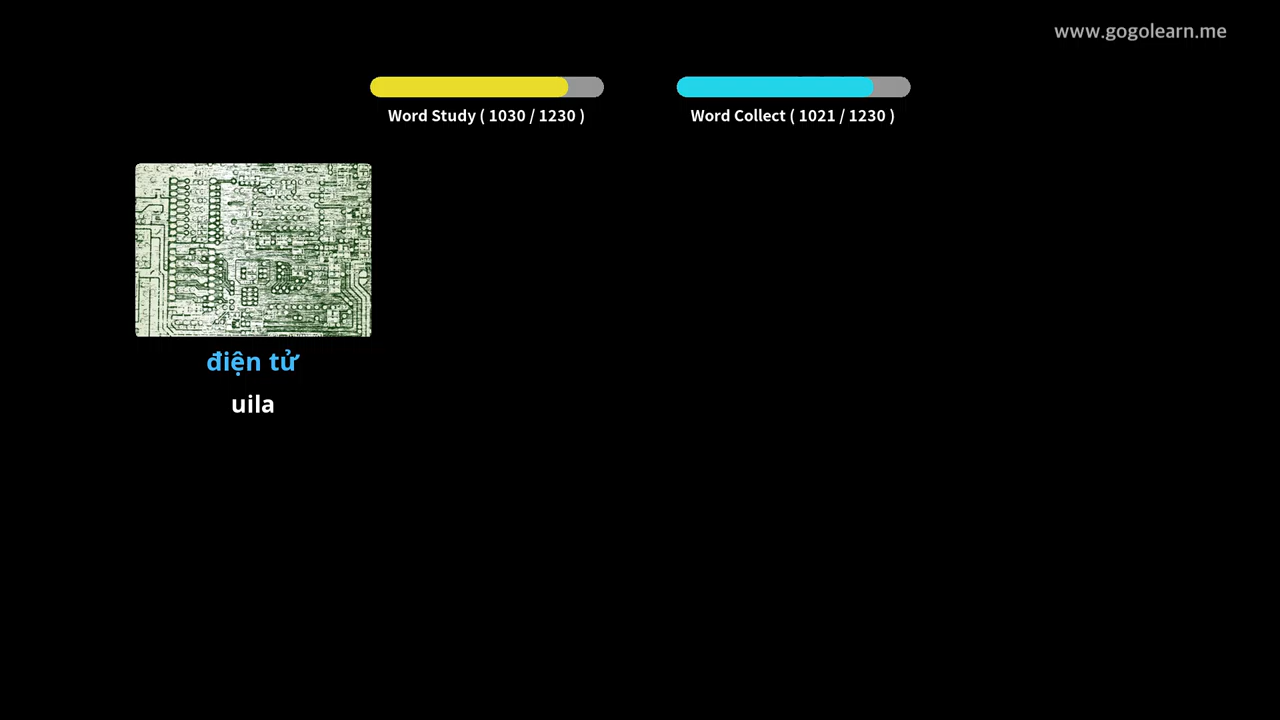 www.gogolearn.me
Word Study ( 1030 / 1230 )
Word Collect ( 1021 / 1230 )
điện tử
uila